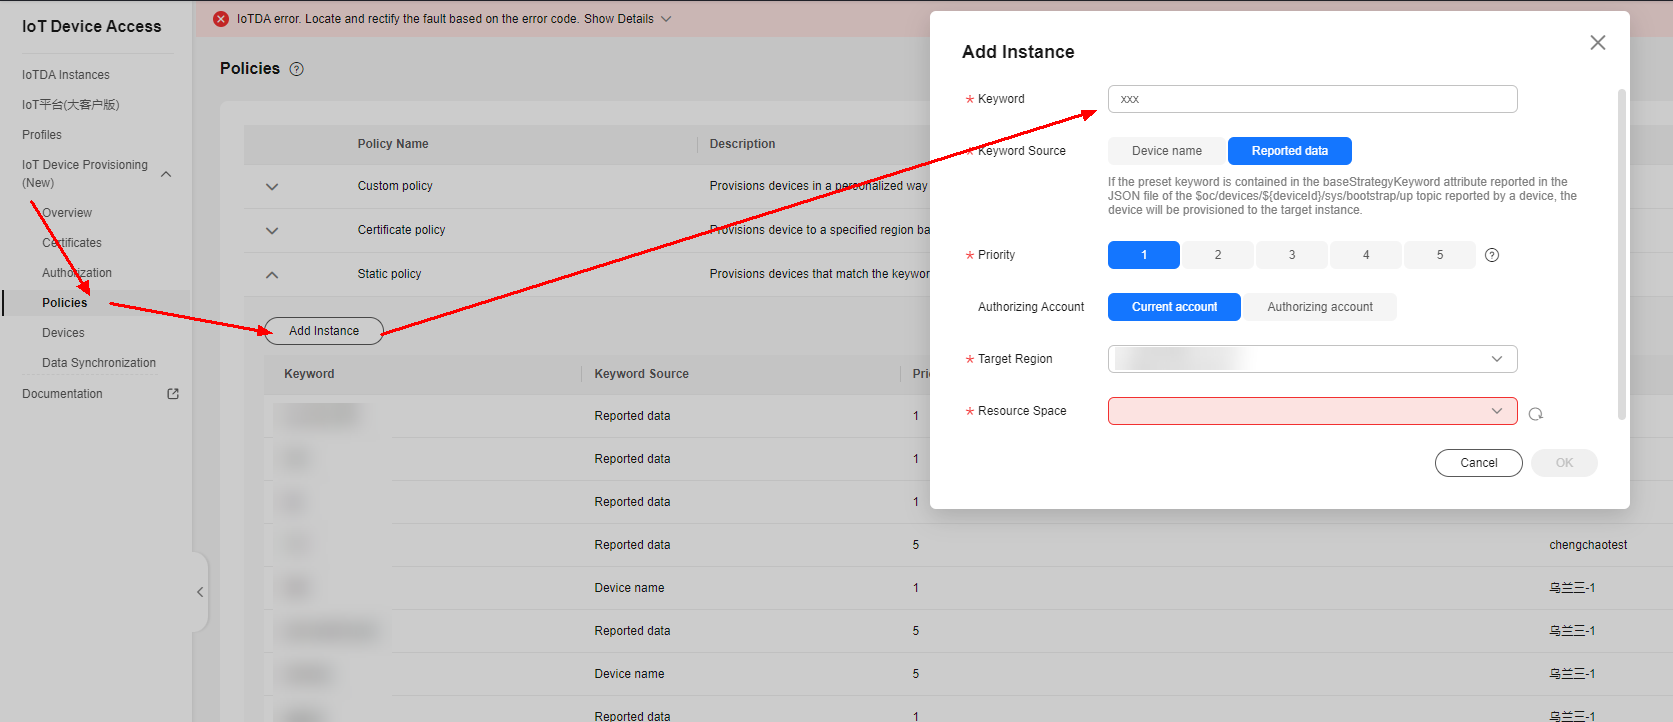 IoT Device Access
IoTDA Instances
IoT平台(大客户版)
Profiles
IoT Device Provisioning
(New)
Overview
Certificates
Authorization
Policies
Devices
Data Synchronization
Documentation
IoTDA error. Locate and rectify the fault based on the error code. Show Details
Policies
Policy Name
Description
Custom policy
Provisions devices in a personalized way
Certificate policy
Provisions device to a specified region ba
Static policy
Provisions devices that match the keywor
Add Instance
Keyword
Keyword Source
Pri
Reported data
1
Reported data
1
Reported data
1
Reported data
5
chengchaotest
Device name
1
乌兰三-1
Reported data
5
乌兰三-1
Device name
5
乌兰三-1
Reported data
1
乌兰三-1
Add Instance
* Keyword
xxx
* Keyword Source
Device name
Reported data
If the preset keyword is contained in the baseStrategyKeyword attribute reported in the
JSON file of the $oc/devices/${deviceId}/sys/bootstrap/up topic reported by a device, the
device will be provisioned to the target instance.
* Priority
1
2
3
4
5
Authorizing Account
Current account
Authorizing account
* Target Region
* Resource Space
Cancel
OK